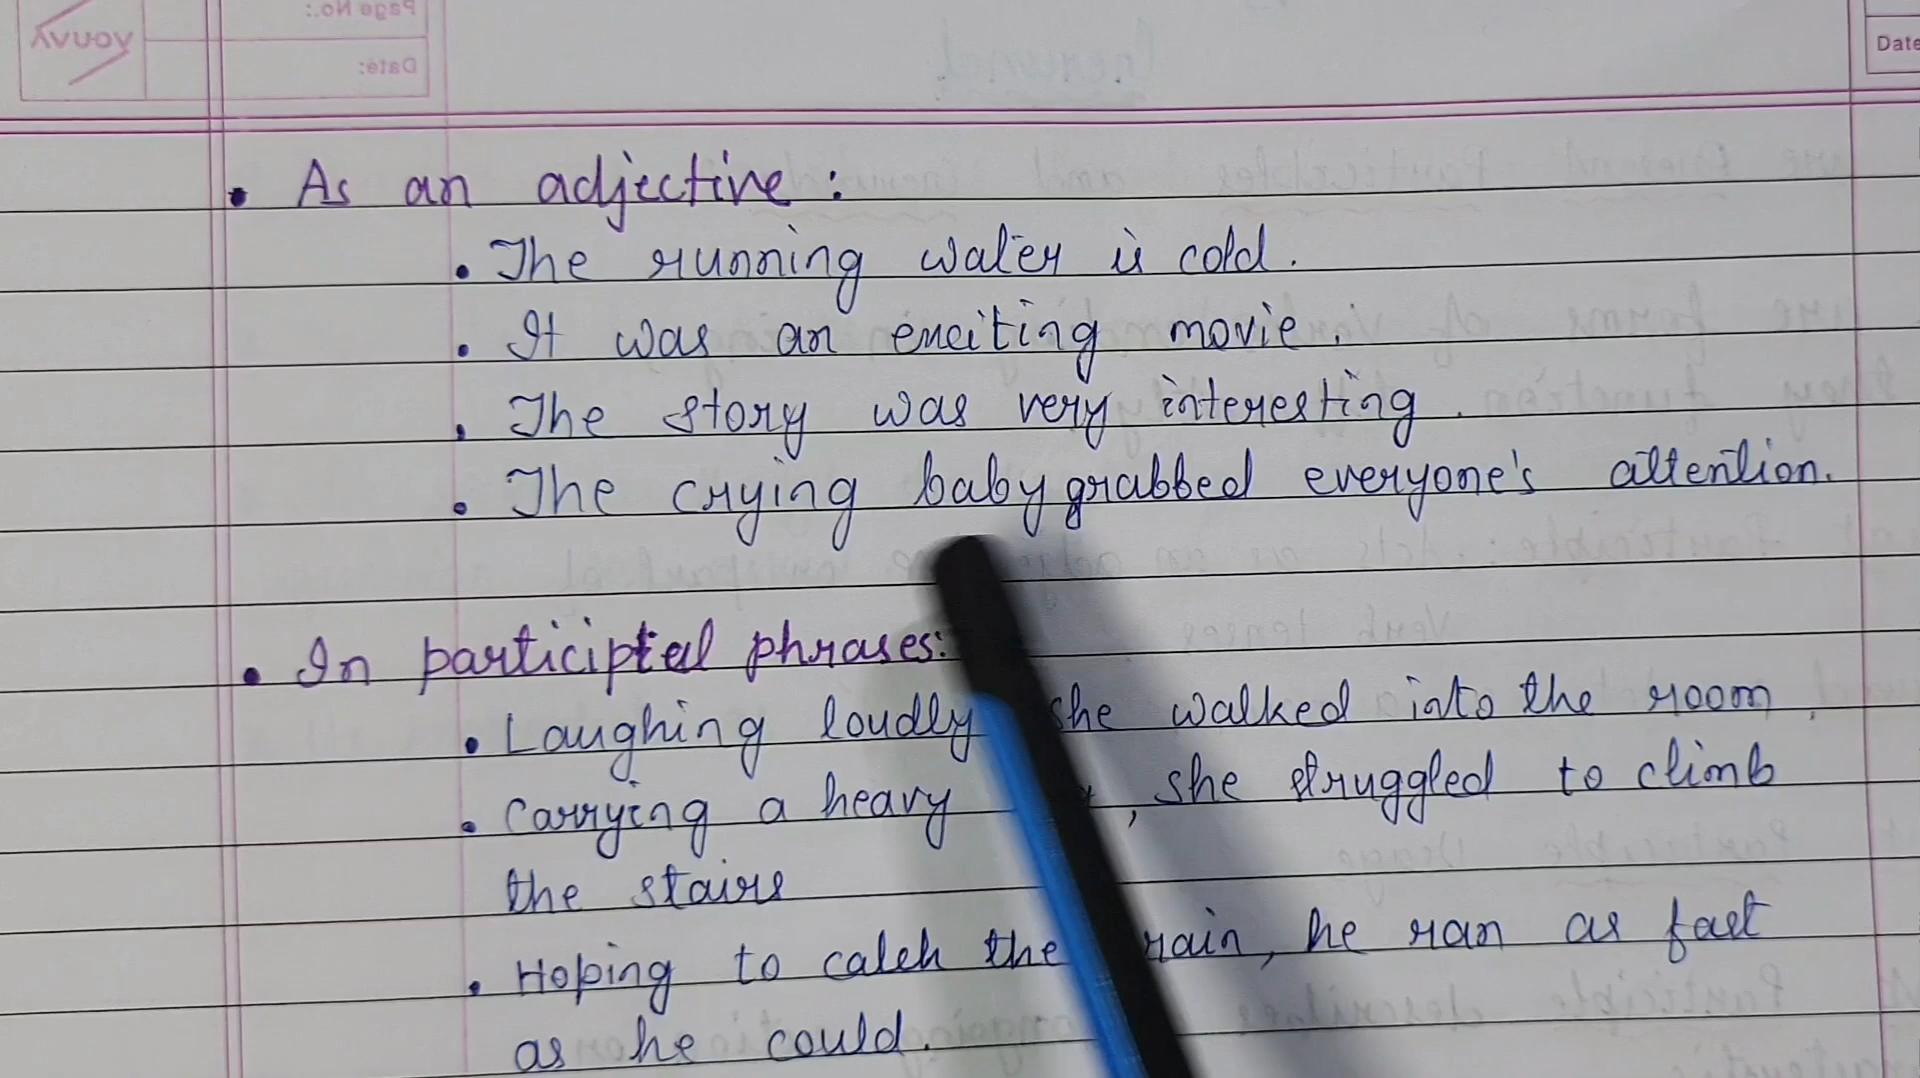 Date
• As an adjective :
• The running water is cold.
• It was an exciting movie.
• The story was very interesting.
• The crying baby grabbed everyone's attention.
• In participial phrases:
• Laughing loudly she walked into the room.
• Carrying a heavy , she struggled to climb
the stairs
• Hoping to catch the rain, he ran as fast
as he could.